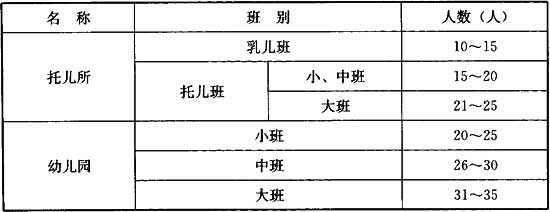 名 称 班 别 人数（人）
托儿所 乳儿班 10～15
托儿班 小、中班 15～20
大班 21～25
幼儿园 小班 20～25
中班 26～30
大班 31～35